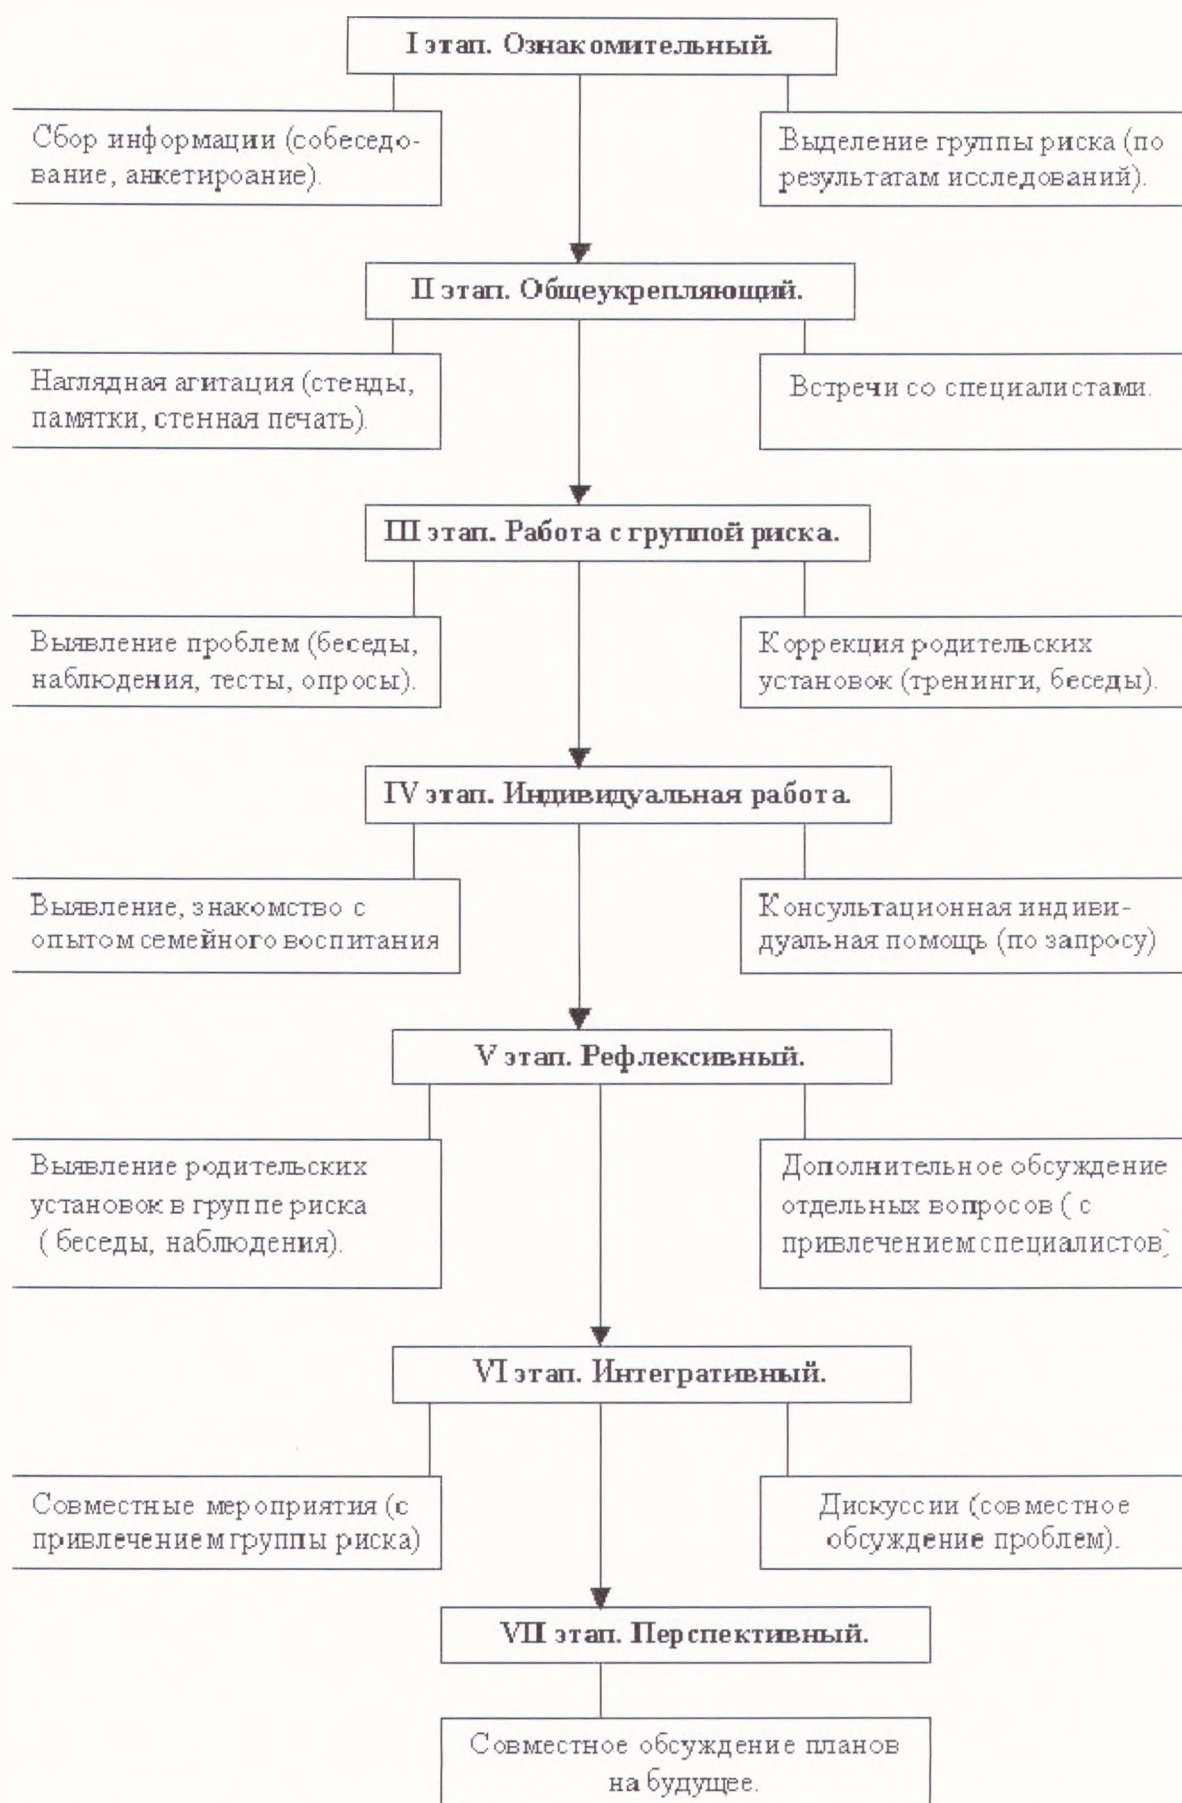 I этап. Ознакомительный.
Сбор информации (собеседо-
вание, анкетироание).
Выделение группы риска (по
результатам исследований).
II этап. Общеукрепляющий.
Наглядная агитация (стенды,
памятки, стенная печать).
Встречи со специалистами.
III этап. Работа с группой риска.
Выявление проблем (беседы,
наблюдения, тесты, опросы).
Коррекция родительских
установок (тренинги, беседы).
IV этап. Индивидуальная работа.
Выявление, знакомство с
опытом семейного воспитания
Консультационная индиви-
дуальная помощь (по запросу)
V этап. Рефлексивный.
Выявление родительских
установок в группе риска
( беседы, наблюдения).
Дополнительное обсуждение
отдельных вопросов ( с
привлечением специалистов)
VI этап. Интегративный.
Совместные мероприятия (с
привлечением группы риска)
Дискуссии (совместное
обсуждение проблем).
VII этап. Перспективный.
Совместное обсуждение планов
на будущее.